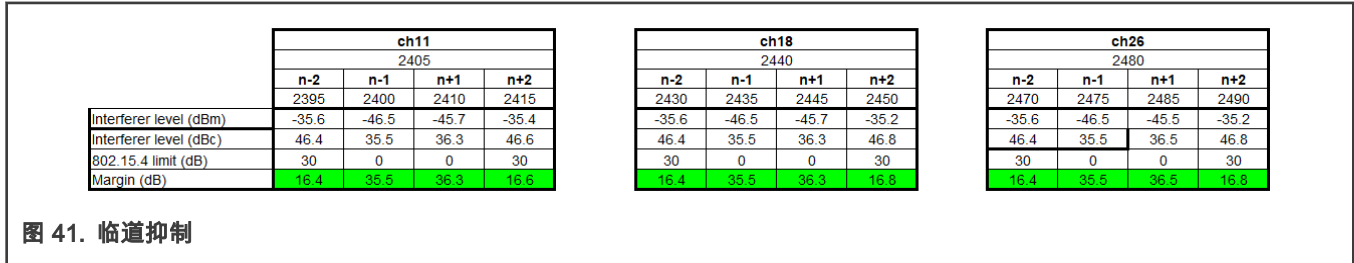 ch11 ch18 ch26
2405 2440 2480
n-2 n-1 n+1 n+2 n-2 n-1 n+1 n+2 n-2 n-1 n+1 n+2
2395 2400 2410 2415 2430 2435 2445 2450 2470 2475 2485 2490
Interferer level (dBm) -35.6 -46.5 -45.7 -35.4 -35.6 -46.5 -45.7 -35.2 -35.6 -46.5 -45.5 -35.2
Interferer level (dBc) 46.4 35.5 36.3 46.6 46.4 35.5 36.3 46.8 46.4 35.5 36.5 46.8
802.15.4 limit (dB) 30 0 0 30 30 0 0 30 30 0 0 30
Margin (dB) 16.4 35.5 36.3 16.6 16.4 35.5 36.3 16.8 16.4 35.5 36.5 16.8
图 41. 临道抑制